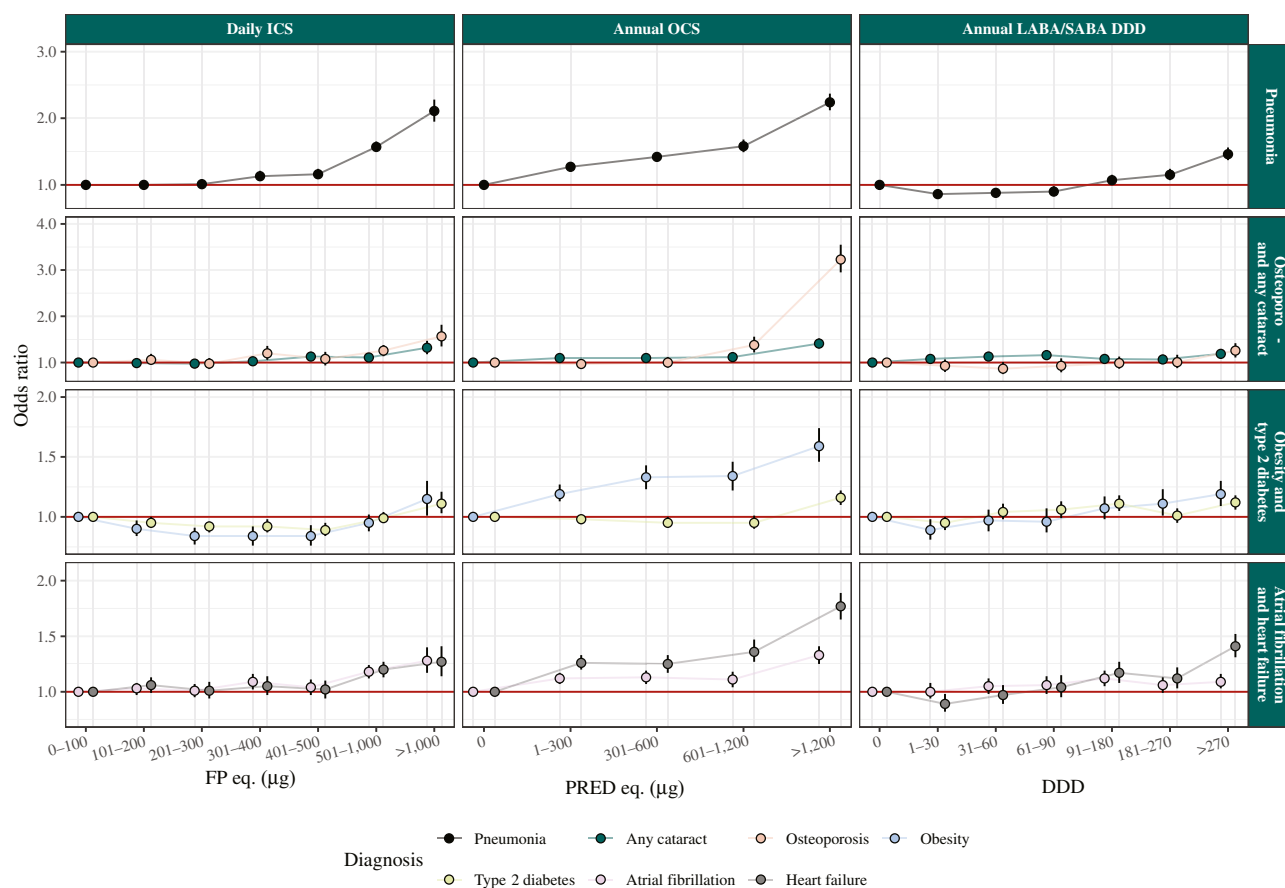 Daily ICS
Annual OCS
Annual LABA/SABA DDD
3.0
2.0
1.0
Pneumonia
4.0
3.0
2.0
1.0
Osteoporo -
and any cataract
2.0
1.5
1.0
Obesity and
type 2 diabetes
2.0
1.5
1.0
Atrial fibrillation
and heart failure
Odds ratio
0–100
101–200
201–300
301–400
401–500
501–1,000
>1,000
0
1–300
301–600
601–1,200
>1,200
0
1–30
31–60
61–90
91–180
181–270
>270
FP eq. (µg)
PRED eq. (µg)
DDD
Diagnosis
Pneumonia
Any cataract
Osteoporosis
Obesity
Type 2 diabetes
Atrial fibrillation
Heart failure